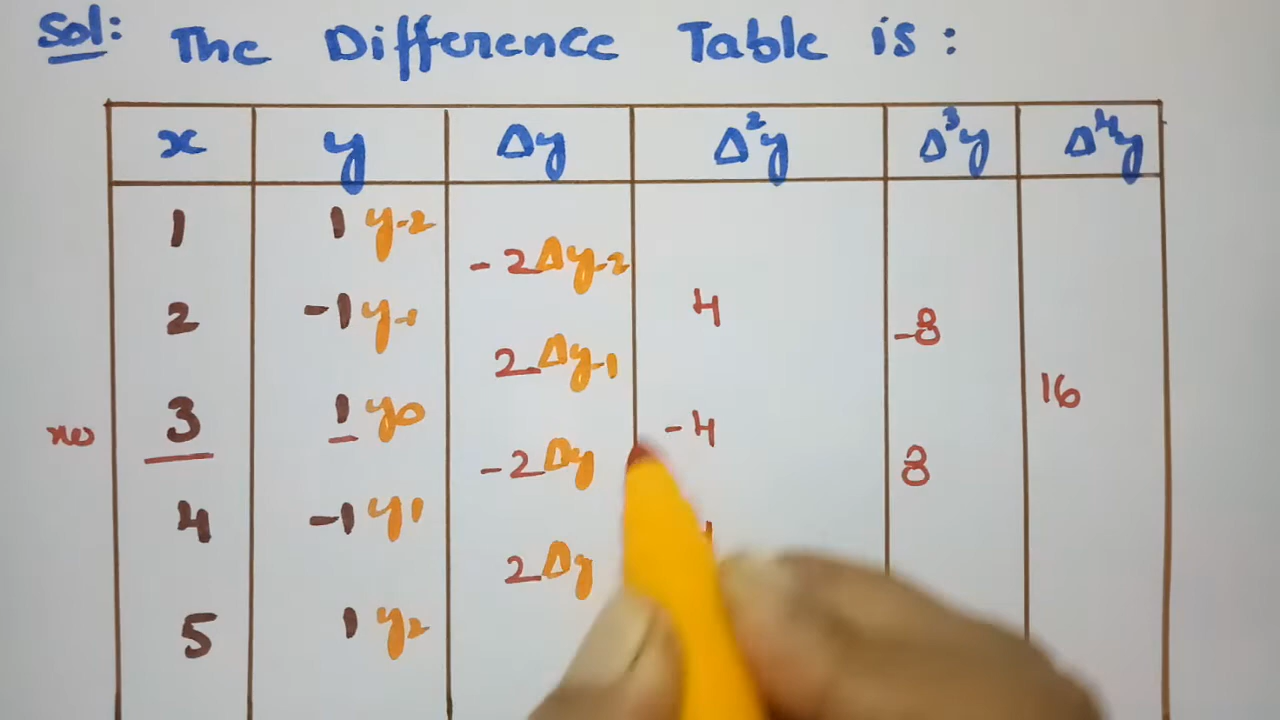 Sol: The Difference Table is:
x y Δy Δ²y Δ³y Δ⁴y
1 1 y-2
-2 Δy-2
2 -1 y-1 4 -8
2 Δy-1
16
x0 3 1 y0 -4
-2 Δy 8
4 -1 y1
2 Δy
5 1 y2